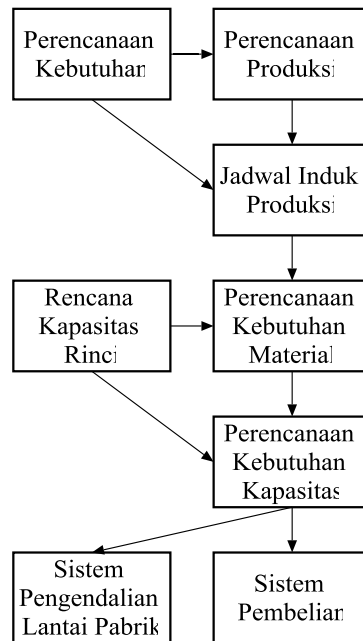 Perencanaan
Kebutuhan
Perencanaan
Produksi
Jadwal Induk
Produksi
Rencana
Kapasitas
Rinci
Perencanaan
Kebutuhan
Material
Perencanaan
Kebutuhan
Kapasitas
Sistem
Pengendalian
Lantai Pabrik
Sistem
Pembelian